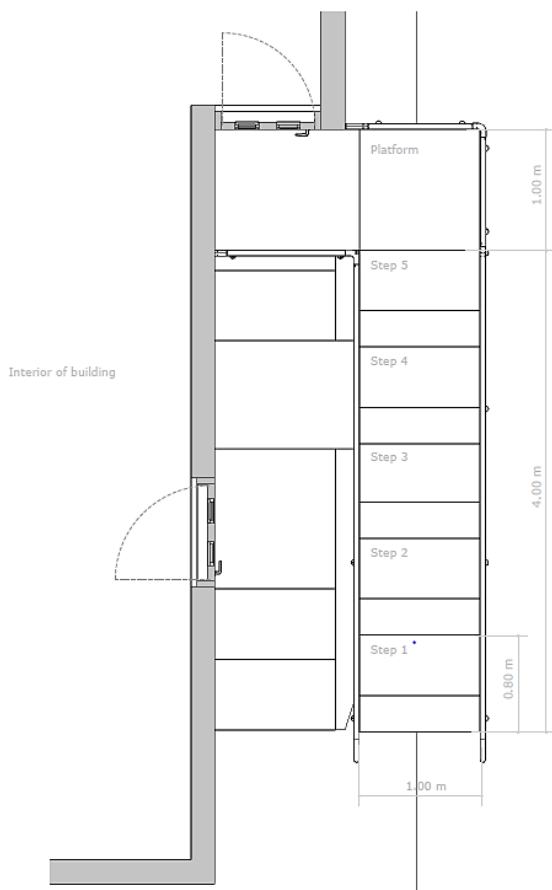 Platform
1.00 m
Step 5
Step 4
Interior of building
Step 3
4.00 m
Step 2
Step 1
0.80 m
1.00 m